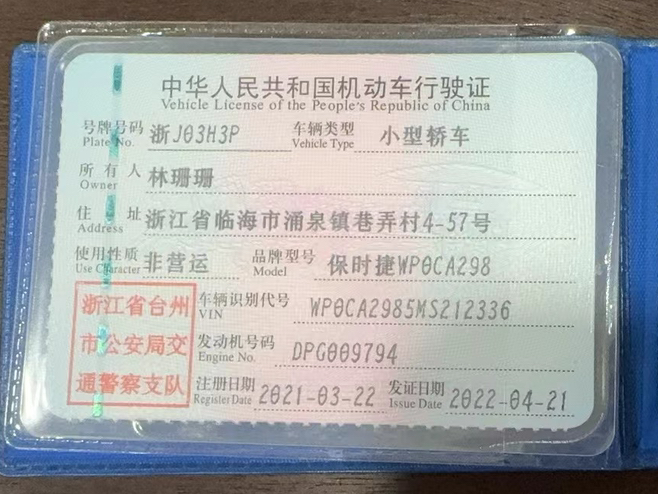 中华人民共和国机动车行驶证
Vehicle License of the People's Republic of China
号牌号码 浙J03H3P 车辆类型 小型轿车
Plate No. Vehicle Type
所有人 林珊珊
Owner
住址 浙江省临海市涌泉镇巷弄村4-57号
Address
使用性质 非营运 品牌型号 保时捷WP0CA298
Use Character Model
浙江省台州
市公安局交
通警察支队
车辆识别代号 WP0CA2985MS212336
VIN
发动机号码 DPG009794
Engine No.
注册日期 2021-03-22 发证日期 2022-04-21
Register Date Issue Date